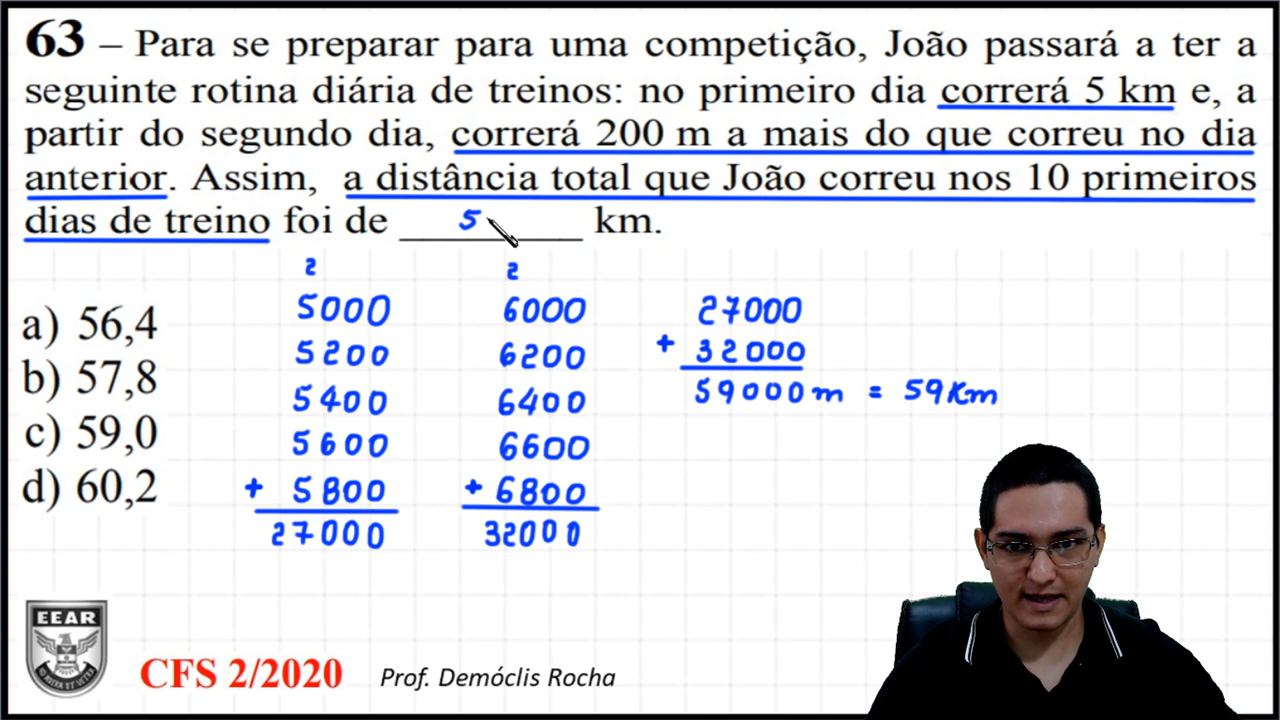 63 – Para se preparar para uma competição, João passará a ter a
seguinte rotina diária de treinos: no primeiro dia correrá 5 km e, a
partir do segundo dia, correrá 200 m a mais do que correu no dia
anterior. Assim, a distância total que João correu nos 10 primeiros
dias de treino foi de 5 km.
a) 56,4
b) 57,8
c) 59,0
d) 60,2
2
5000
5200
5400
5600
+ 5800
27000
2
6000
6200
6400
6600
+ 6800
32000
27000
+ 32000
59000m = 59Km
EEAR
CFS 2/2020
Prof. Demóclis Rocha